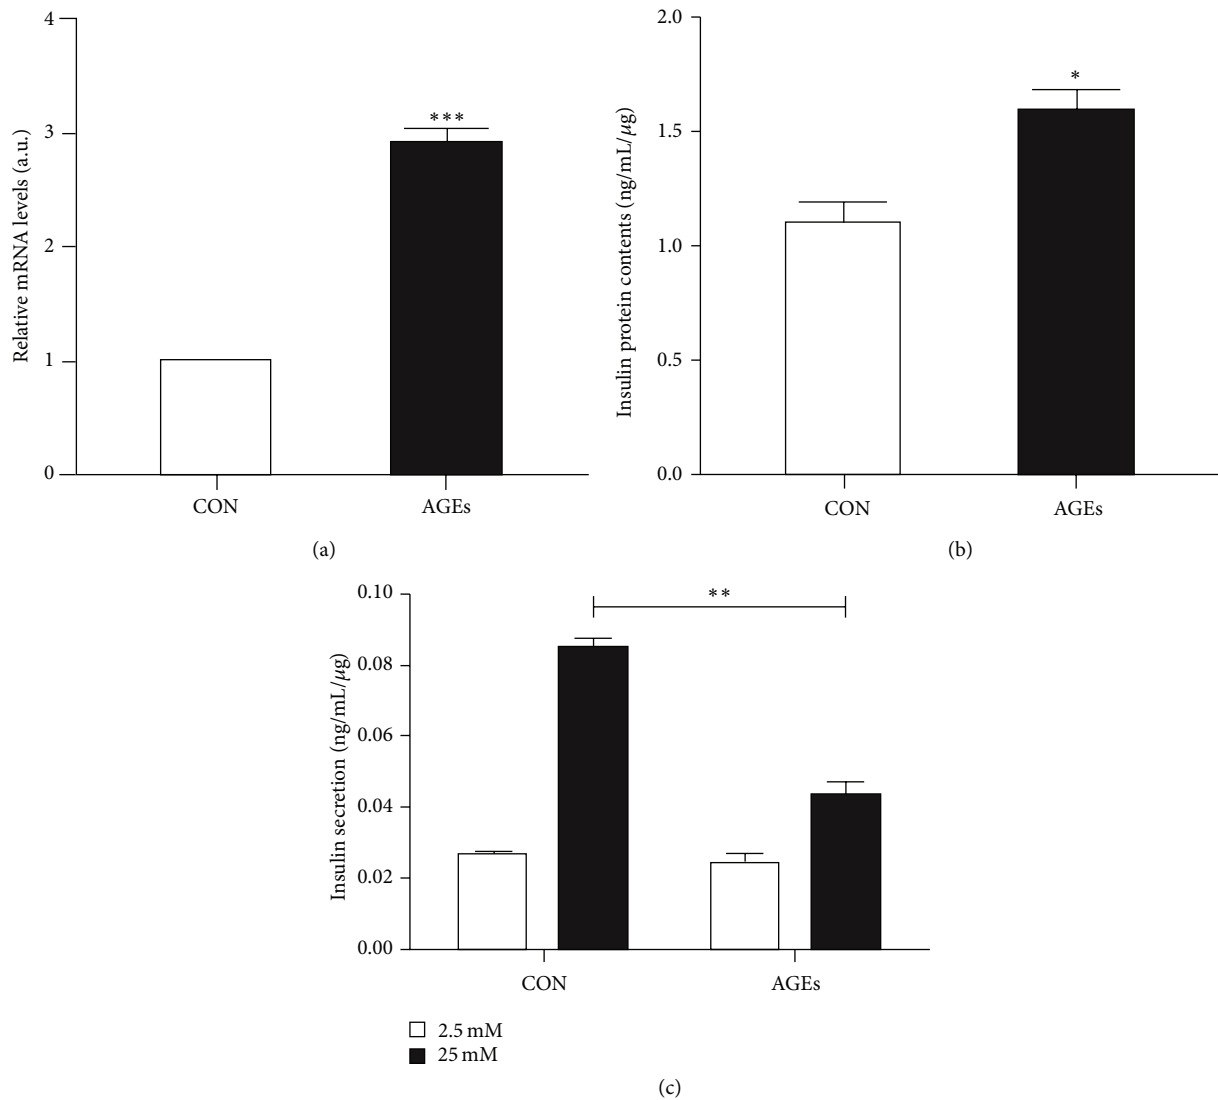 Relative mRNA levels (a.u.)
4
3
2
1
0
***
CON
AGEs
(a)
Insulin protein contents (ng/mL/µg)
2.0
1.5
1.0
0.5
0.0
*
CON
AGEs
(b)
Insulin secretion (ng/mL/µg)
0.10
0.08
0.06
0.04
0.02
0.00
**
CON
AGEs
2.5 mM
25 mM
(c)